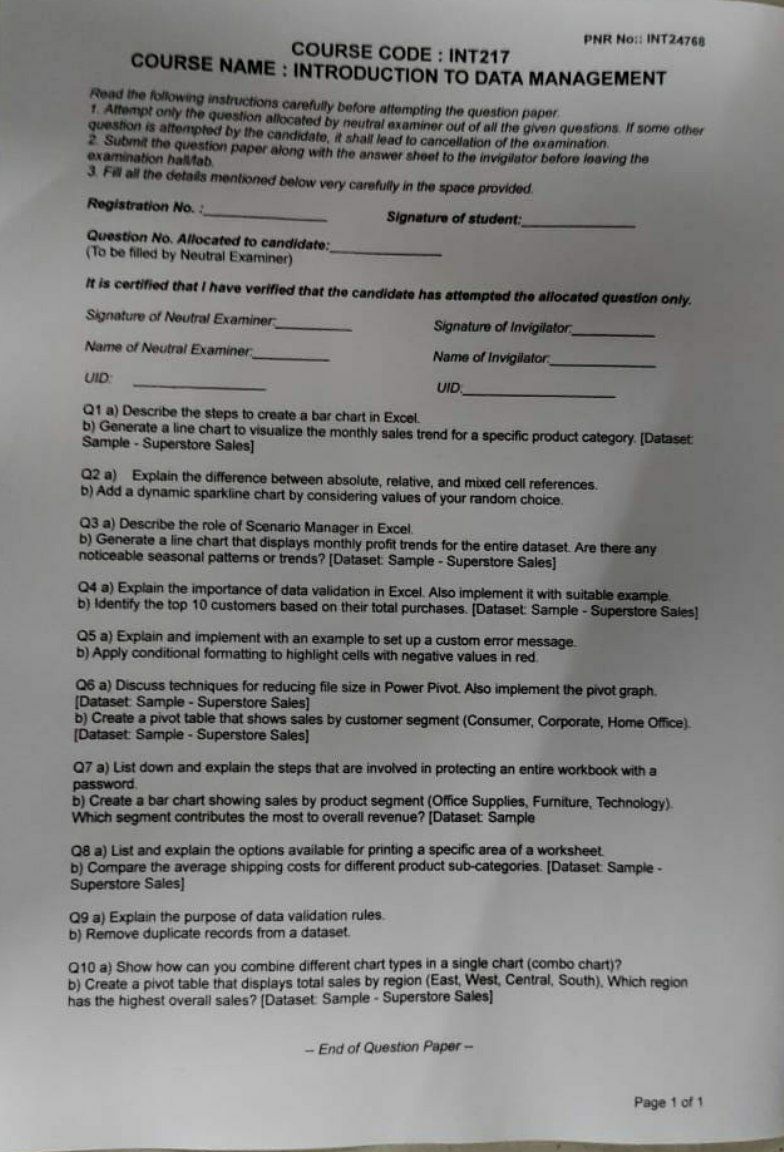 PNR No:: INT24768
COURSE CODE : INT217
COURSE NAME : INTRODUCTION TO DATA MANAGEMENT
Read the following instructions carefully before attempting the question paper.
1. Attempt only the question allocated by neutral examiner out of all the given questions. If some other
question is attempted by the candidate, it shall lead to cancellation of the examination.
2. Submit the question paper along with the answer sheet to the invigilator before leaving the
examination hall/lab.
3. Fill all the details mentioned below very carefully in the space provided.
Registration No. :____________ Signature of student:____________
Question No. Allocated to candidate:____________
(To be filled by Neutral Examiner)
It is certified that I have verified that the candidate has attempted the allocated question only.
Signature of Neutral Examiner:_________ Signature of Invigilator:_________
Name of Neutral Examiner:_________ Name of Invigilator:____________
UID: ______________ UID:________________
Q1 a) Describe the steps to create a bar chart in Excel.
b) Generate a line chart to visualize the monthly sales trend for a specific product category. [Dataset:
Sample - Superstore Sales]
Q2 a) Explain the difference between absolute, relative, and mixed cell references.
b) Add a dynamic sparkline chart by considering values of your random choice.
Q3 a) Describe the role of Scenario Manager in Excel.
b) Generate a line chart that displays monthly profit trends for the entire dataset. Are there any
noticeable seasonal patterns or trends? [Dataset: Sample - Superstore Sales]
Q4 a) Explain the importance of data validation in Excel. Also implement it with suitable example.
b) Identify the top 10 customers based on their total purchases. [Dataset: Sample - Superstore Sales]
Q5 a) Explain and implement with an example to set up a custom error message.
b) Apply conditional formatting to highlight cells with negative values in red.
Q6 a) Discuss techniques for reducing file size in Power Pivot. Also implement the pivot graph.
[Dataset: Sample - Superstore Sales]
b) Create a pivot table that shows sales by customer segment (Consumer, Corporate, Home Office).
[Dataset: Sample - Superstore Sales]
Q7 a) List down and explain the steps that are involved in protecting an entire workbook with a
password.
b) Create a bar chart showing sales by product segment (Office Supplies, Furniture, Technology).
Which segment contributes the most to overall revenue? [Dataset: Sample
Q8 a) List and explain the options available for printing a specific area of a worksheet.
b) Compare the average shipping costs for different product sub-categories. [Dataset: Sample -
Superstore Sales]
Q9 a) Explain the purpose of data validation rules.
b) Remove duplicate records from a dataset.
Q10 a) Show how can you combine different chart types in a single chart (combo chart)?
b) Create a pivot table that displays total sales by region (East, West, Central, South), Which region
has the highest overall sales? [Dataset: Sample - Superstore Sales]
-- End of Question Paper --
Page 1 of 1